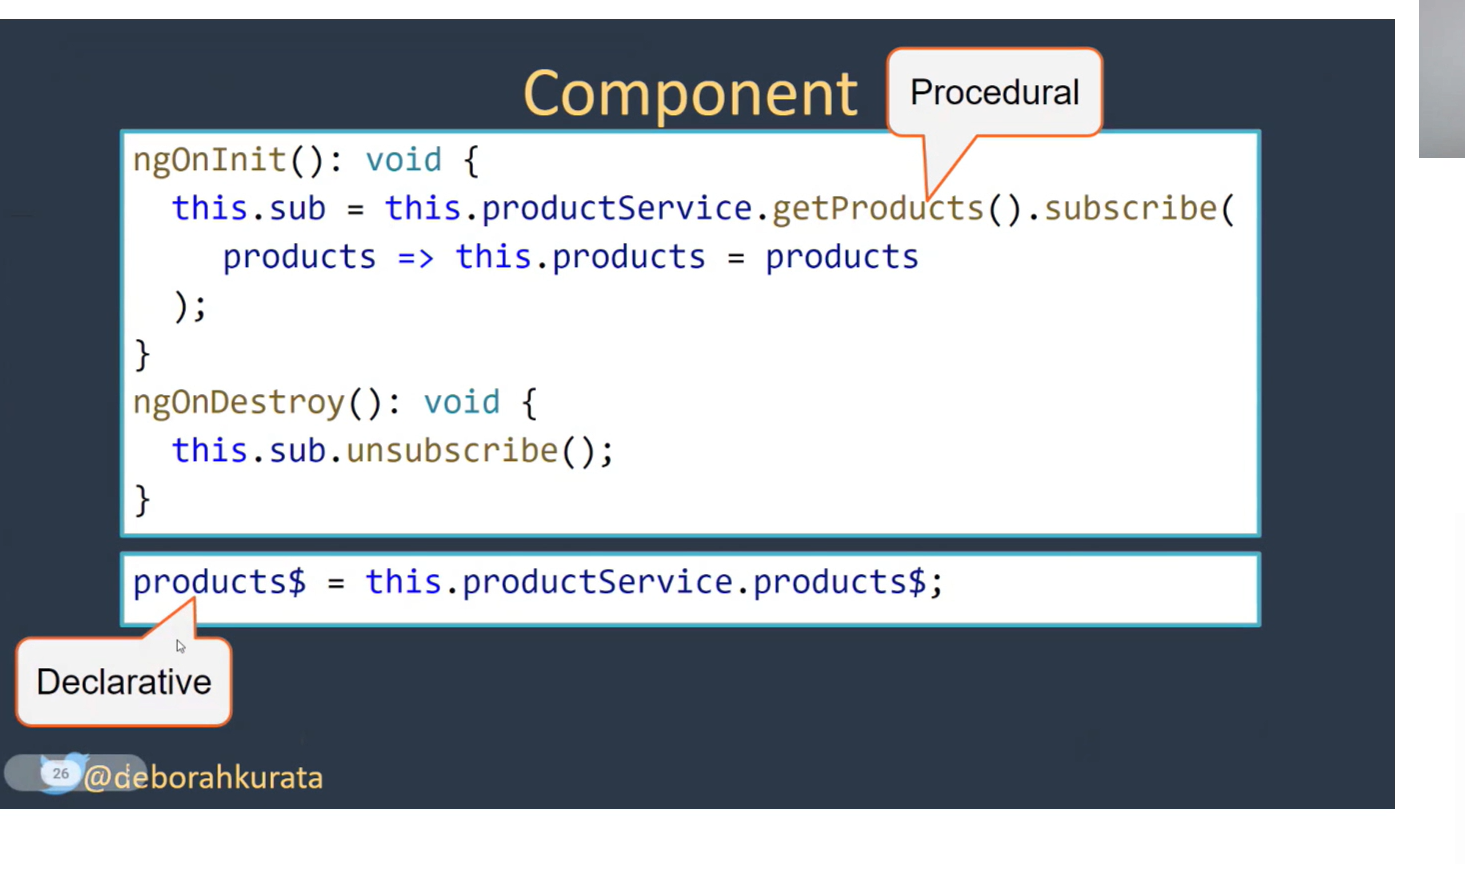 Component
Procedural
ngOnInit(): void {
this.sub = this.productService.getProducts().subscribe(
products => this.products = products
);
}
ngOnDestroy(): void {
this.sub.unsubscribe();
}
products$ = this.productService.products$;
Declarative
26 @deborahkurata